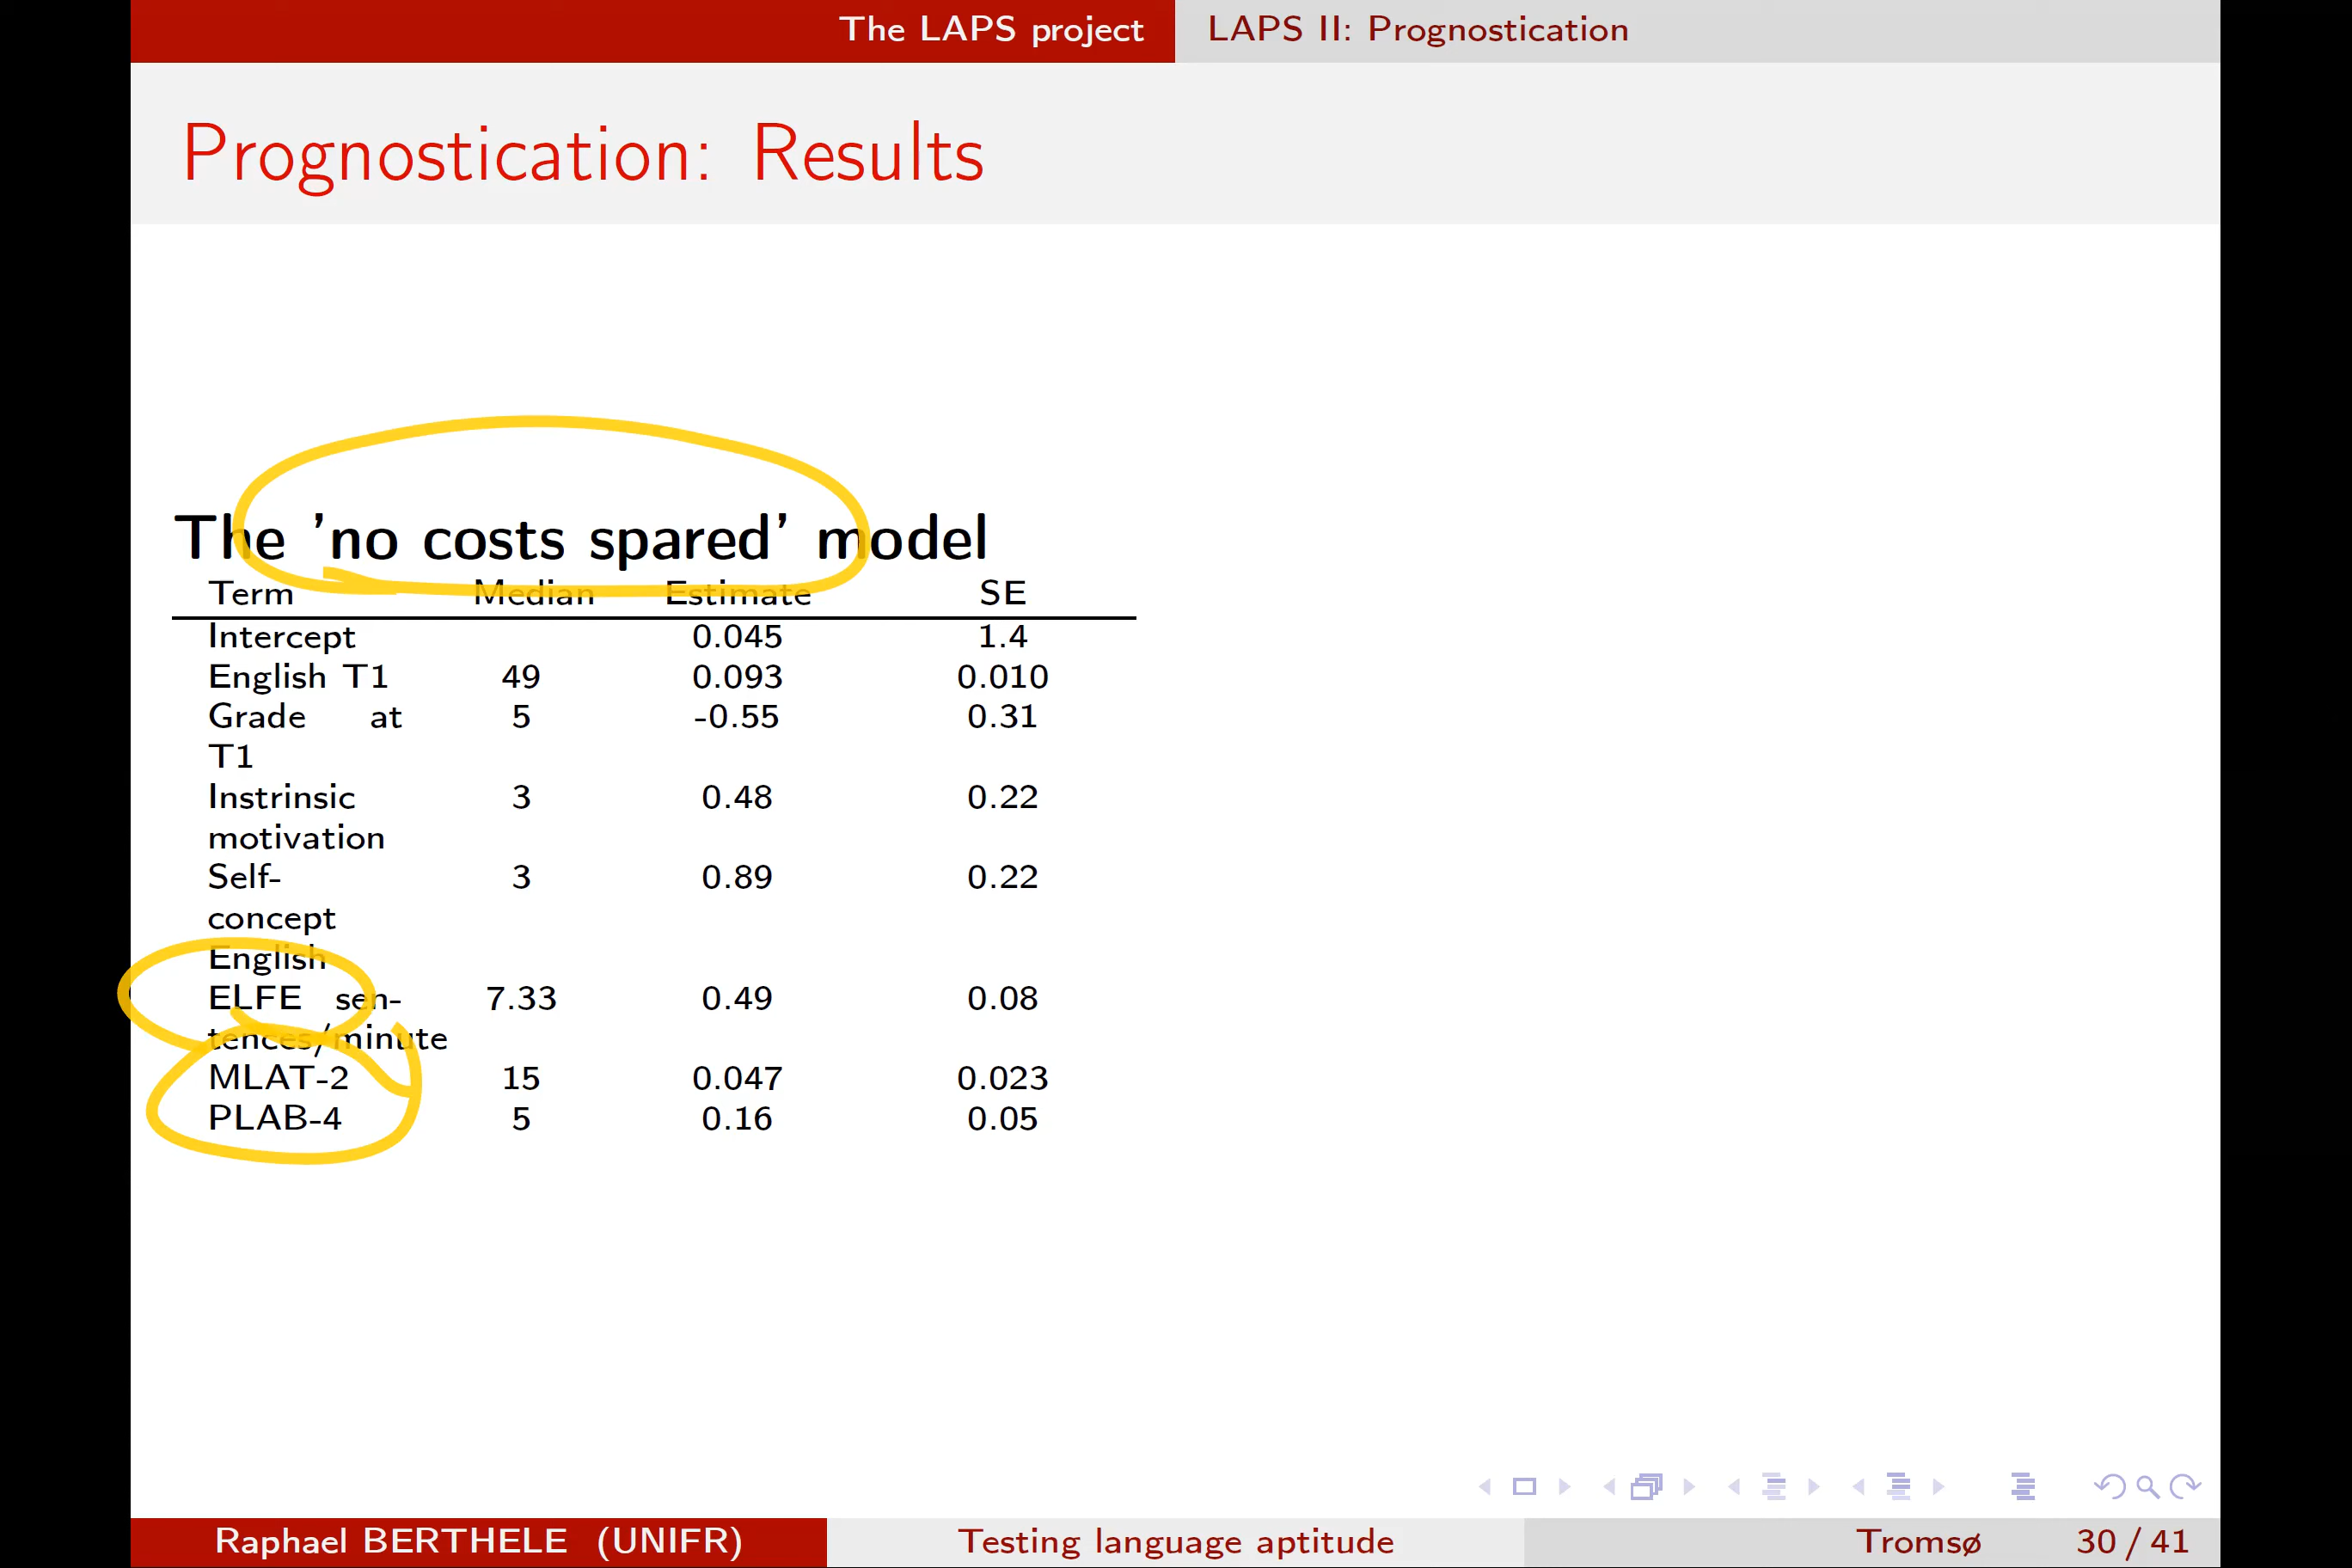 The LAPS project LAPS II: Prognostication
Prognostication: Results
The 'no costs spared' model
Term Median Estimate SE
Intercept 0.045 1.4
English T1 49 0.093 0.010
Grade at 5 -0.55 0.31
T1
Instrinsic 3 0.48 0.22
motivation
Self- 3 0.89 0.22
concept
English
ELFE sen- 7.33 0.49 0.08
tences/minute
MLAT-2 15 0.047 0.023
PLAB-4 5 0.16 0.05
Raphael BERTHELE (UNIFR) Testing language aptitude Tromsø 30 / 41